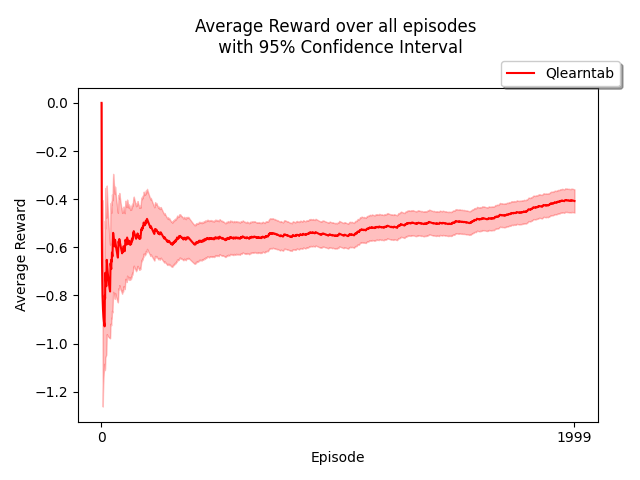 Average Reward over all episodes
with 95% Confidence Interval
Qlearntab
0.0
−0.2
−0.4
−0.6
−0.8
−1.0
−1.2
Average Reward
0
1999
Episode